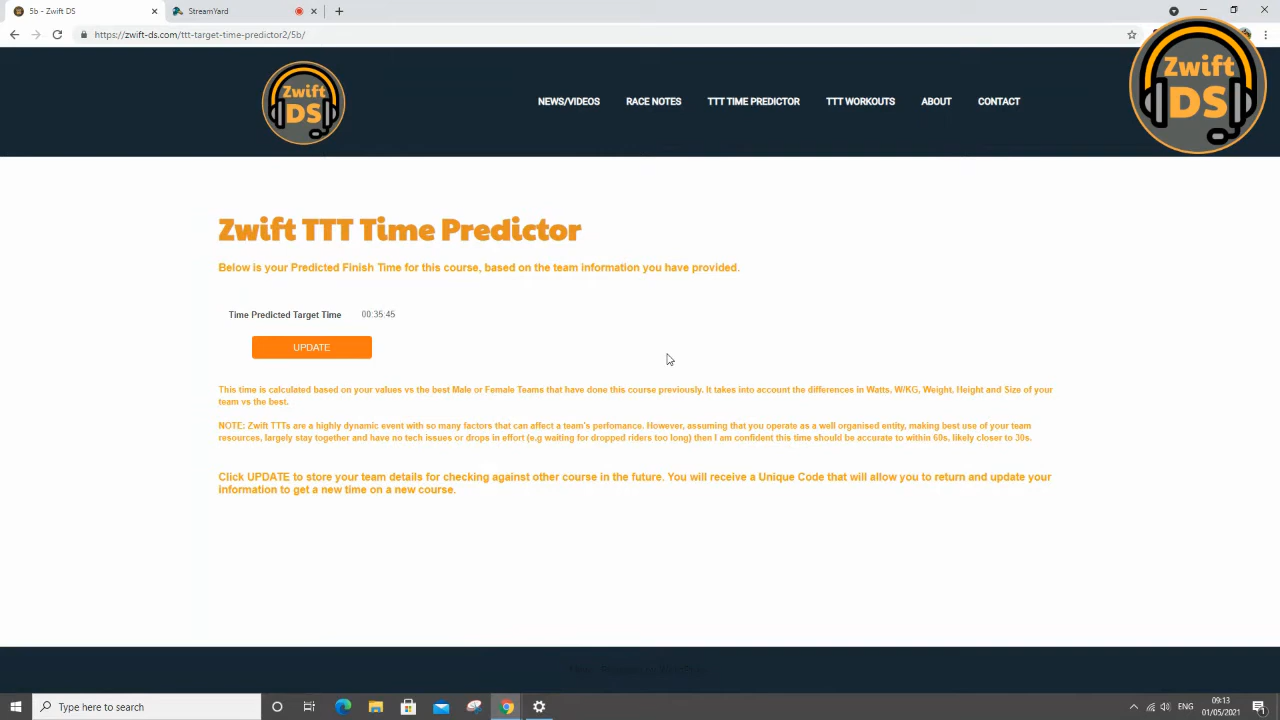 5b - Zwift DS
StreamYard
https://zwift-ds.com/ttt-target-time-predictor2/5b/
Zwift
DS
NEWS/VIDEOS
RACE NOTES
TTT TIME PREDICTOR
TTT WORKOUTS
ABOUT
CONTACT
Zwift
DS
Zwift TTT Time Predictor
Below is your Predicted Finish Time for this course, based on the team information you have provided.
Time Predicted Target Time 00:35:45
UPDATE
This time is calculated based on your values vs the best Male or Female Teams that have done this course previously. It takes into account the differences in Watts, W/KG, Weight, Height and Size of your
team vs the best.
NOTE: Zwift TTTs are a highly dynamic event with so many factors that can affect a team's perfomance. However, assuming that you operate as a well organised entity, making best use of your team
resources, largely stay together and have no tech issues or drops in effort (e.g waiting for dropped riders too long) then I am confident this time should be accurate to within 60s, likely closer to 30s.
Click UPDATE to store your team details for checking against other course in the future. You will receive a Unique Code that will allow you to return and update your
information to get a new time on a new course.
Type here to search
ENG
09:13
01/05/2021
1